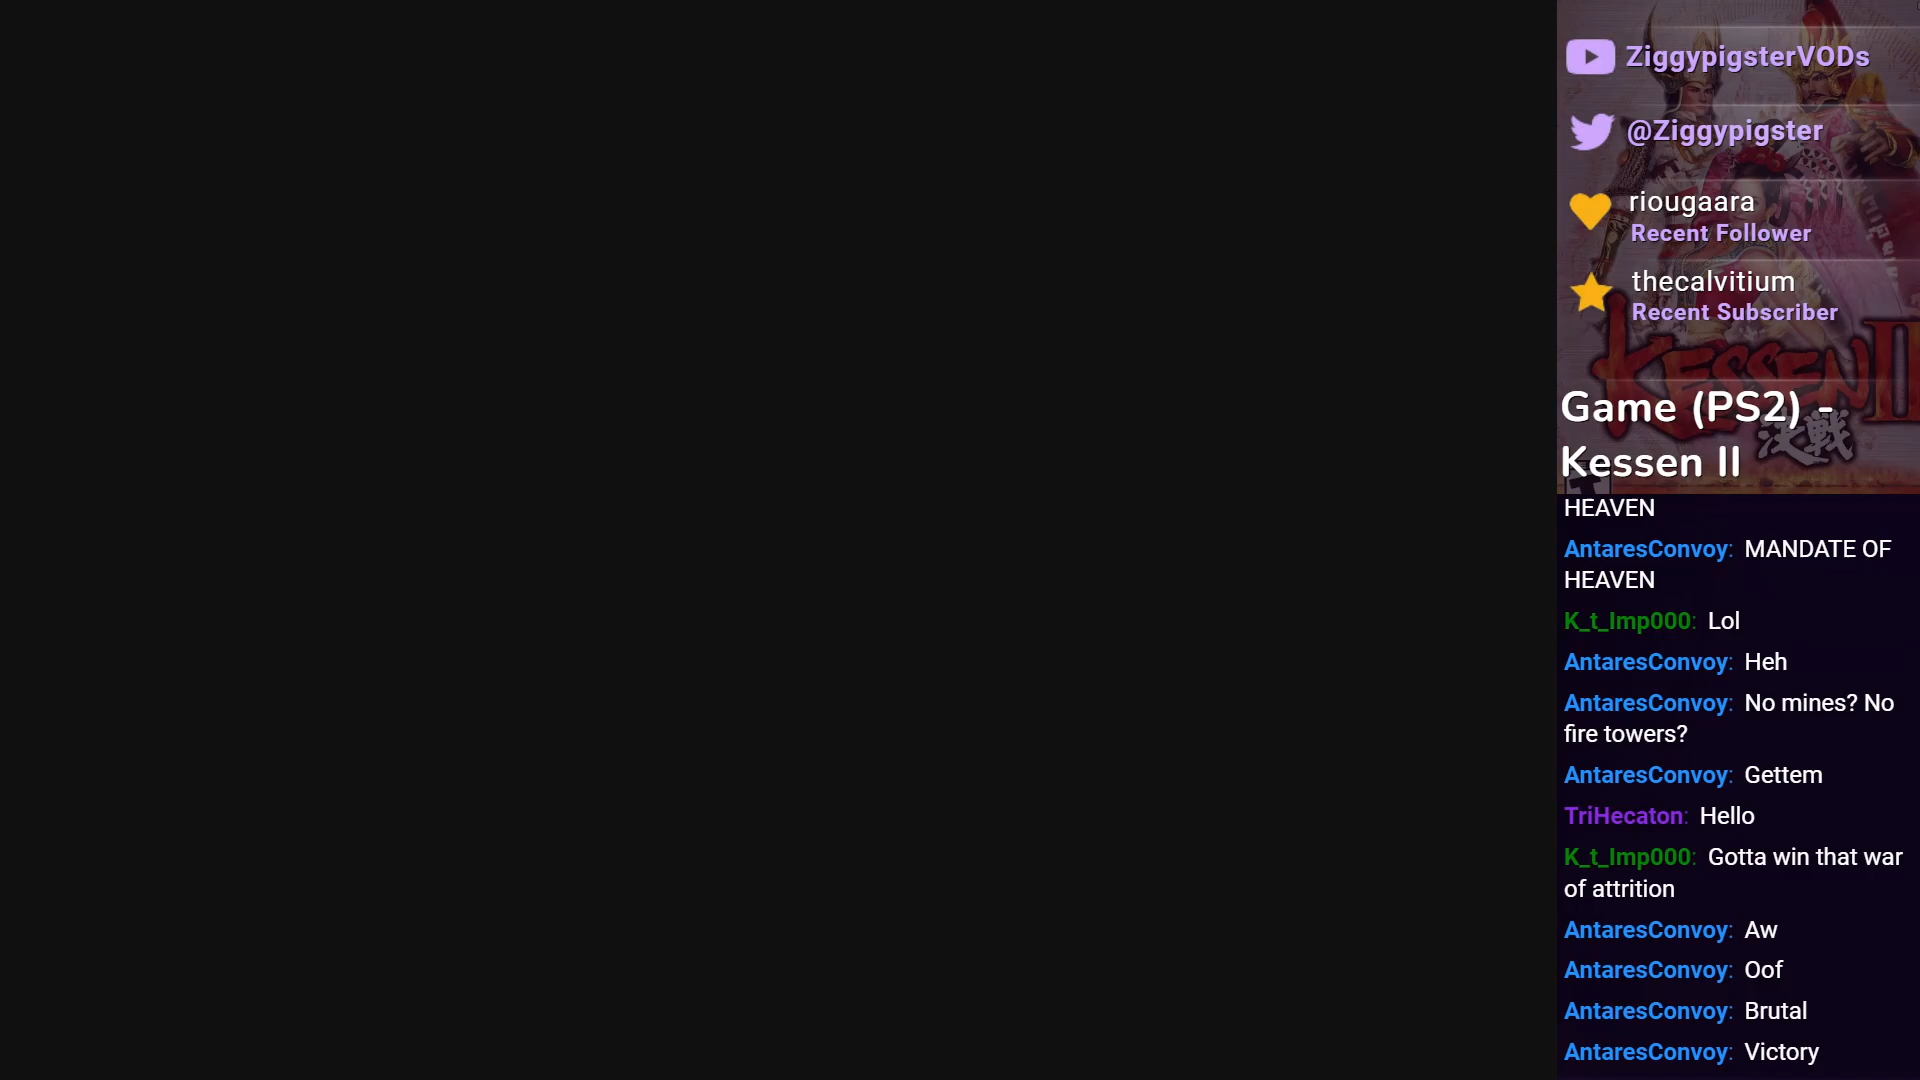 ZiggypigsterVODs
@Ziggypigster
riougaara
Recent Follower
thecalvitium
Recent Subscriber
KESSEN II
Game (PS2) -
決戦
Kessen II
T
HEAVEN
AntaresConvoy: MANDATE OF
HEAVEN
K_t_Imp000: Lol
AntaresConvoy: Heh
AntaresConvoy: No mines? No
fire towers?
AntaresConvoy: Gettem
TriHecaton: Hello
K_t_Imp000: Gotta win that war
of attrition
AntaresConvoy: Aw
AntaresConvoy: Oof
AntaresConvoy: Brutal
AntaresConvoy: Victory